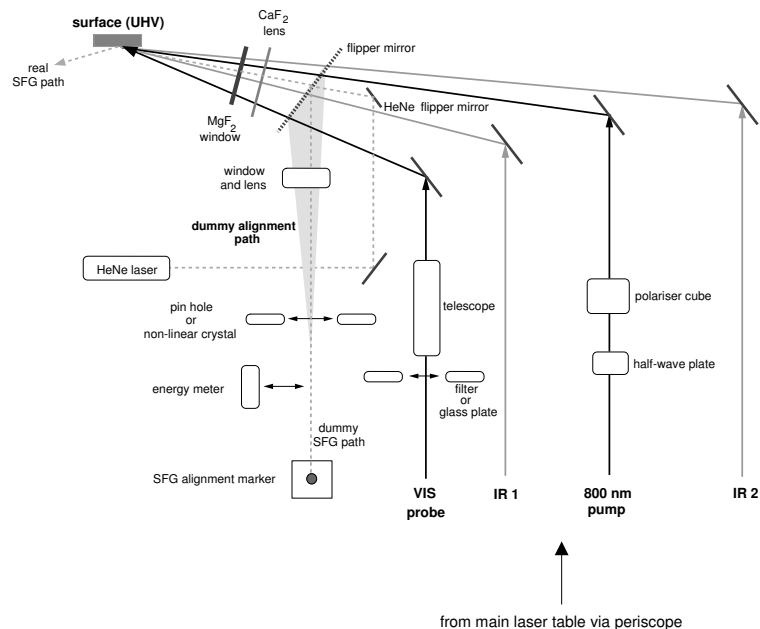 surface (UHV)
CaF2
lens
flipper mirror
real
SFG path
HeNe flipper mirror
MgF2
window
window
and lens
dummy alignment
path
HeNe laser
telescope
polariser cube
pin hole
or
non-linear crystal
half-wave plate
energy meter
filter
or
glass plate
dummy
SFG path
SFG alignment marker
VIS
probe
IR 1
800 nm
pump
IR 2
from main laser table via periscope